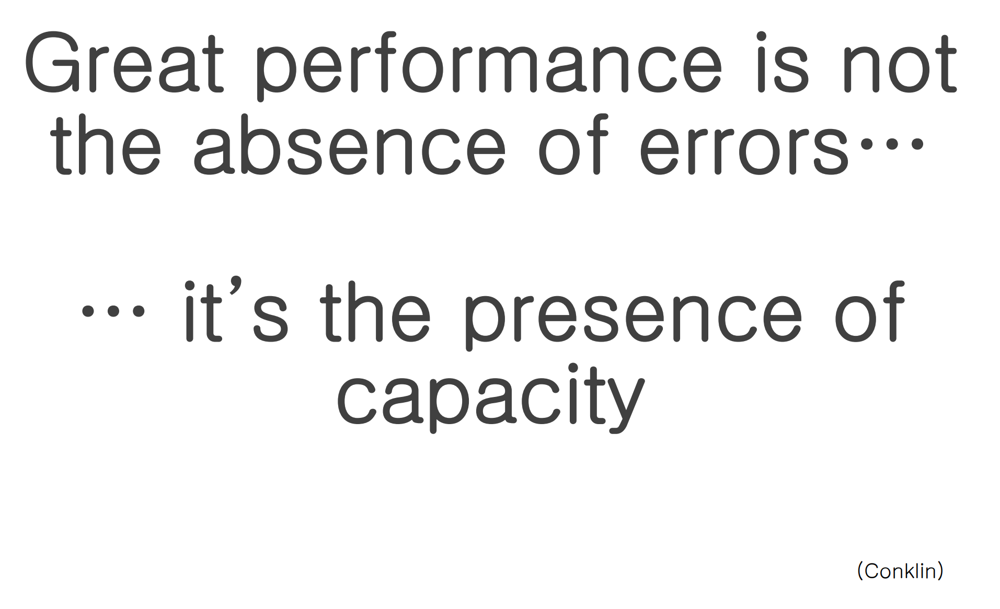 Great performance is not
the absence of errors…
… it’s the presence of
capacity
(Conklin)